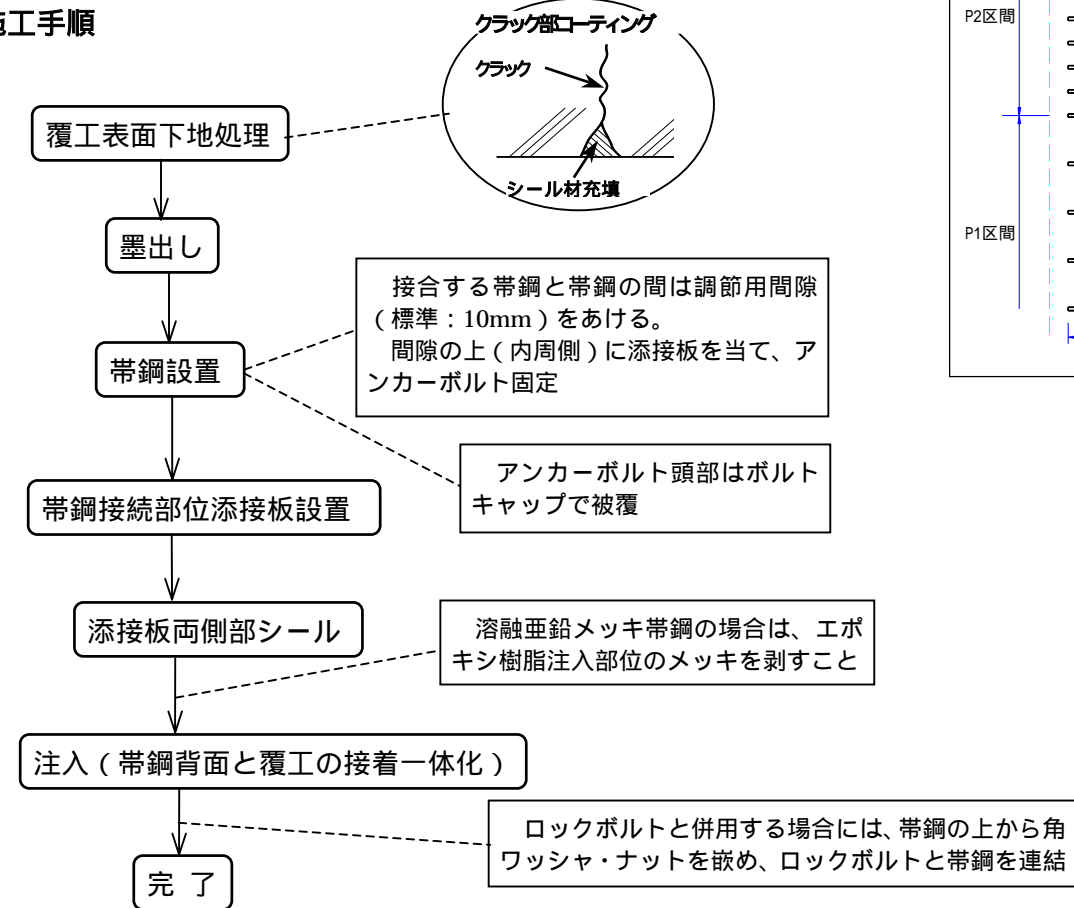 施工手順
クラック部コーティング
クラック
シール材充填
覆工表面下地処理
墨出し
接合する帯鋼と帯鋼の間は調節用間隙
(標準:10mm)をあける。
間隙の上(内周側)に添接板を当て、ア
ンカーボルト固定
帯鋼設置
アンカーボルト頭部はボルト
キャップで被覆
帯鋼接続部位添接板設置
添接板両側部シール
溶融亜鉛メッキ帯鋼の場合は、エポ
キシ樹脂注入部位のメッキを剥すこと
注入(帯鋼背面と覆工の接着一体化)
ロックボルトと併用する場合には、帯鋼の上から角
ワッシャ・ナットを嵌め、ロックボルトと帯鋼を連結
完 了
P2区間
P1区間